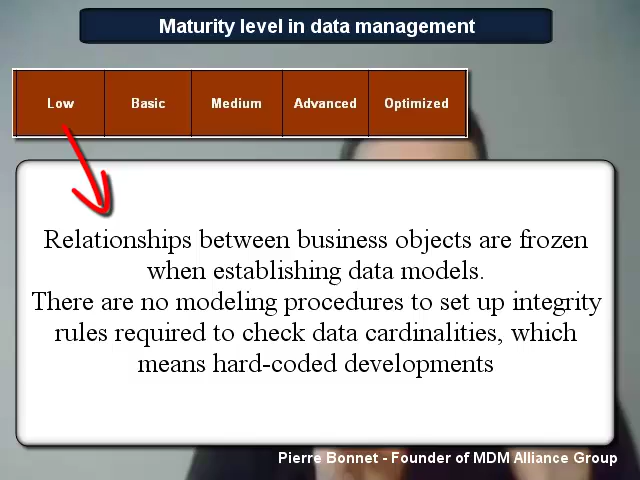 Maturity level in data management
Low Basic Medium Advanced Optimized
Relationships between business objects are frozen
when establishing data models.
There are no modeling procedures to set up integrity
rules required to check data cardinalities, which
means hard-coded developments
Pierre Bonnet - Founder of MDM Alliance Group